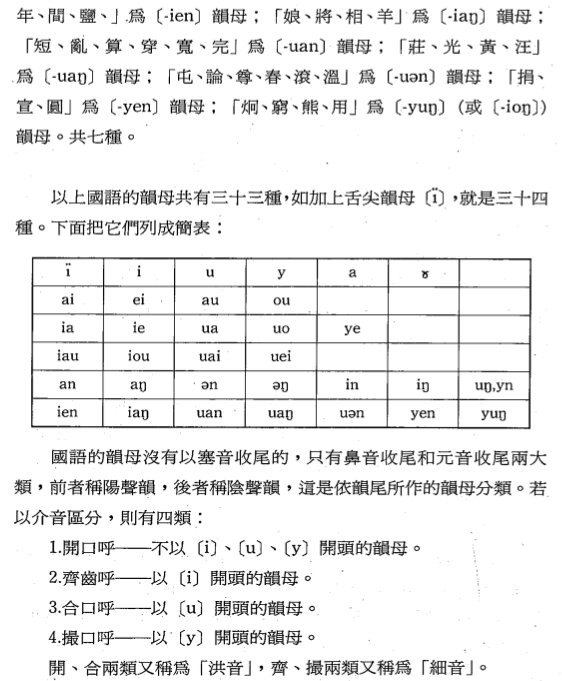 年、間、鹽、」爲〔-ien〕韻母；「娘、將、相、羊」爲〔-iaŋ〕韻母；
「短、亂、算、穿、寬、完」爲〔-uan〕韻母；「莊、光、黃、汪」
爲〔-uaŋ〕韻母；「屯、論、尊、春、滾、溫」爲〔-uən〕韻母；「捐、
宣、圓」爲〔-yen〕韻母；「炯、窮、熊、用」爲〔-yuŋ〕（或〔-ioŋ〕）
韻母。共七種。
以上國語的韻母共有三十三種，如加上舌尖韻母〔ï〕，就是三十四
種。下面把它們列成簡表：
ï i u y a ɤ
ai ei au ou
ia ie ua uo ye
iau iou uai uei
an aŋ ən əŋ in iŋ uŋ,yn
ien iaŋ uan uaŋ uən yen yuŋ
國語的韻母沒有以塞音收尾的，只有鼻音收尾和元音收尾兩大
類，前者稱陽聲韻，後者稱陰聲韻，這是依韻尾所作的韻母分類。若
以介音區分，則有四類：
1.開口呼——不以〔i〕、〔u〕、〔y〕開頭的韻母。
2.齊齒呼——以〔i〕開頭的韻母。
3.合口呼——以〔u〕開頭的韻母。
4.撮口呼——以〔y〕開頭的韻母。
開、合兩類又稱爲「洪音」，齊、撮兩類又稱爲「細音」。